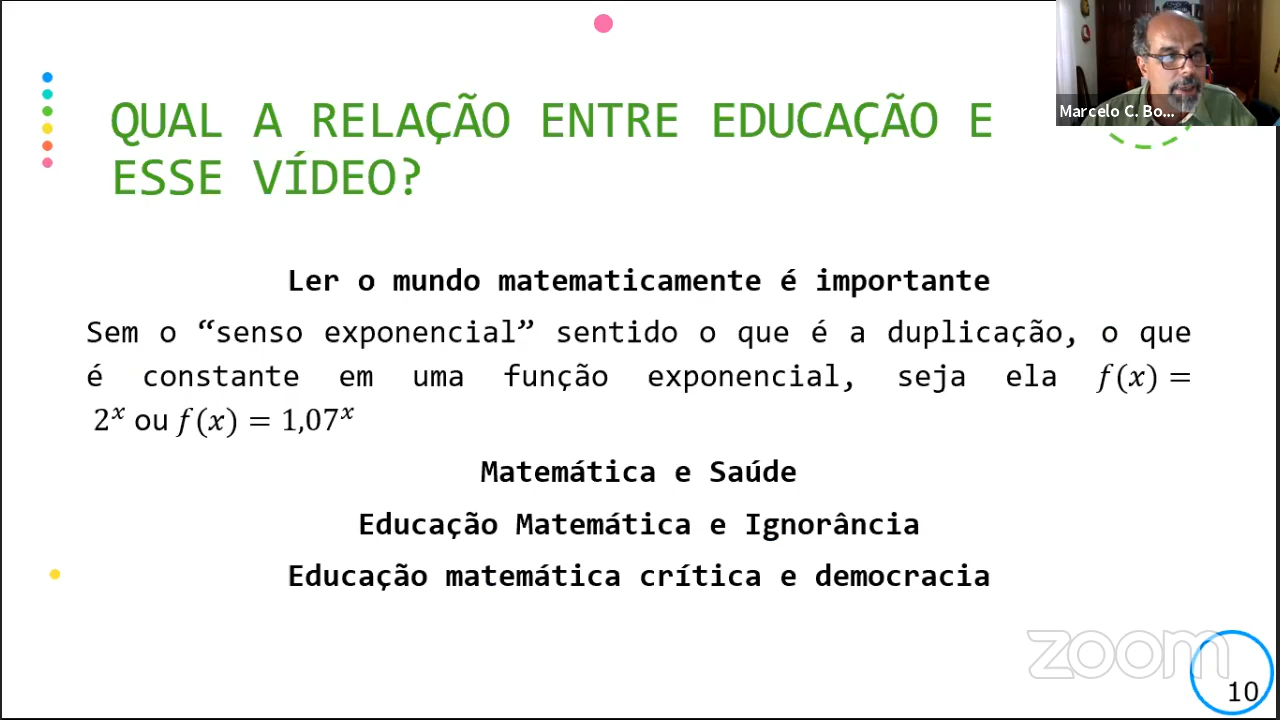 QUAL A RELAÇÃO ENTRE EDUCAÇÃO E
ESSE VÍDEO?
Marcelo C. Bo...
Ler o mundo matematicamente é importante
Sem o “senso exponencial” sentido o que é a duplicação, o que
é constante em uma função exponencial, seja ela f(x) =
2ˣ ou f(x) = 1,07ˣ
Matemática e Saúde
Educação Matemática e Ignorância
Educação matemática crítica e democracia
zoom
10